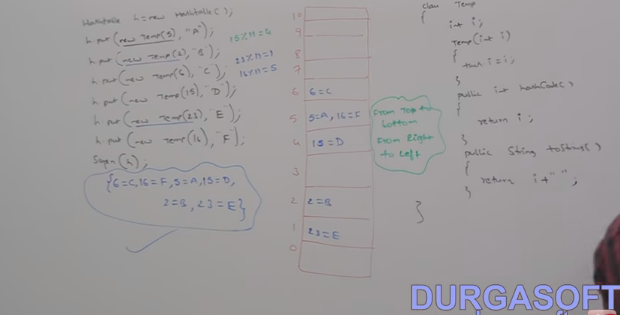 Hashtable h = new Hashtable();
h.put(new Temp(5), "A");
h.put(new Temp(2), "B");
h.put(new Temp(6), "C");
h.put(new Temp(15), "D");
h.put(new Temp(23), "E");
h.put(new Temp(16), "F");
Sopln(h);
{6=C, 16=F, 5=A, 15=D,
2=B, 23=E}
15%11=4
23%11=1
16%11=5
10
9
8
7
6 6=C
5 5=A, 16=F
4 15=D
3
2 2=B
1 23=E
0
From Top to
bottom
From Right
to Left
class Temp
{
int i;
Temp(int i)
{
this.i=i;
}
public int hashCode()
{
return i;
}
public String toString()
{
return i+"";
}
}
DURGASOFT